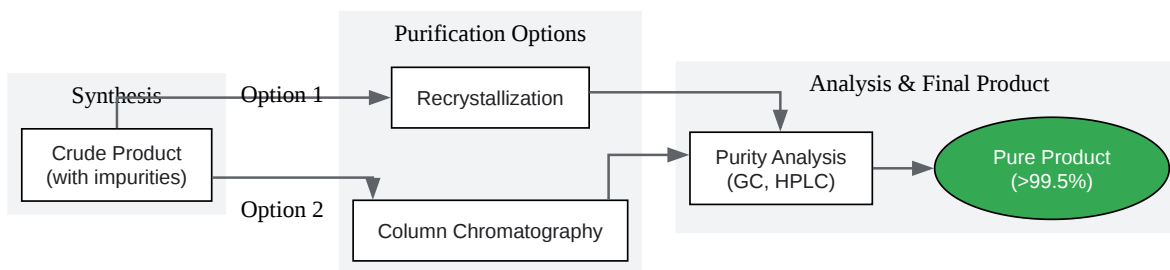 Synthesis
Crude Product
(with impurities)
Option 1
Option 2
Purification Options
Recrystallization
Column Chromatography
Analysis & Final Product
Purity Analysis
(GC, HPLC)
Pure Product
(>99.5%)